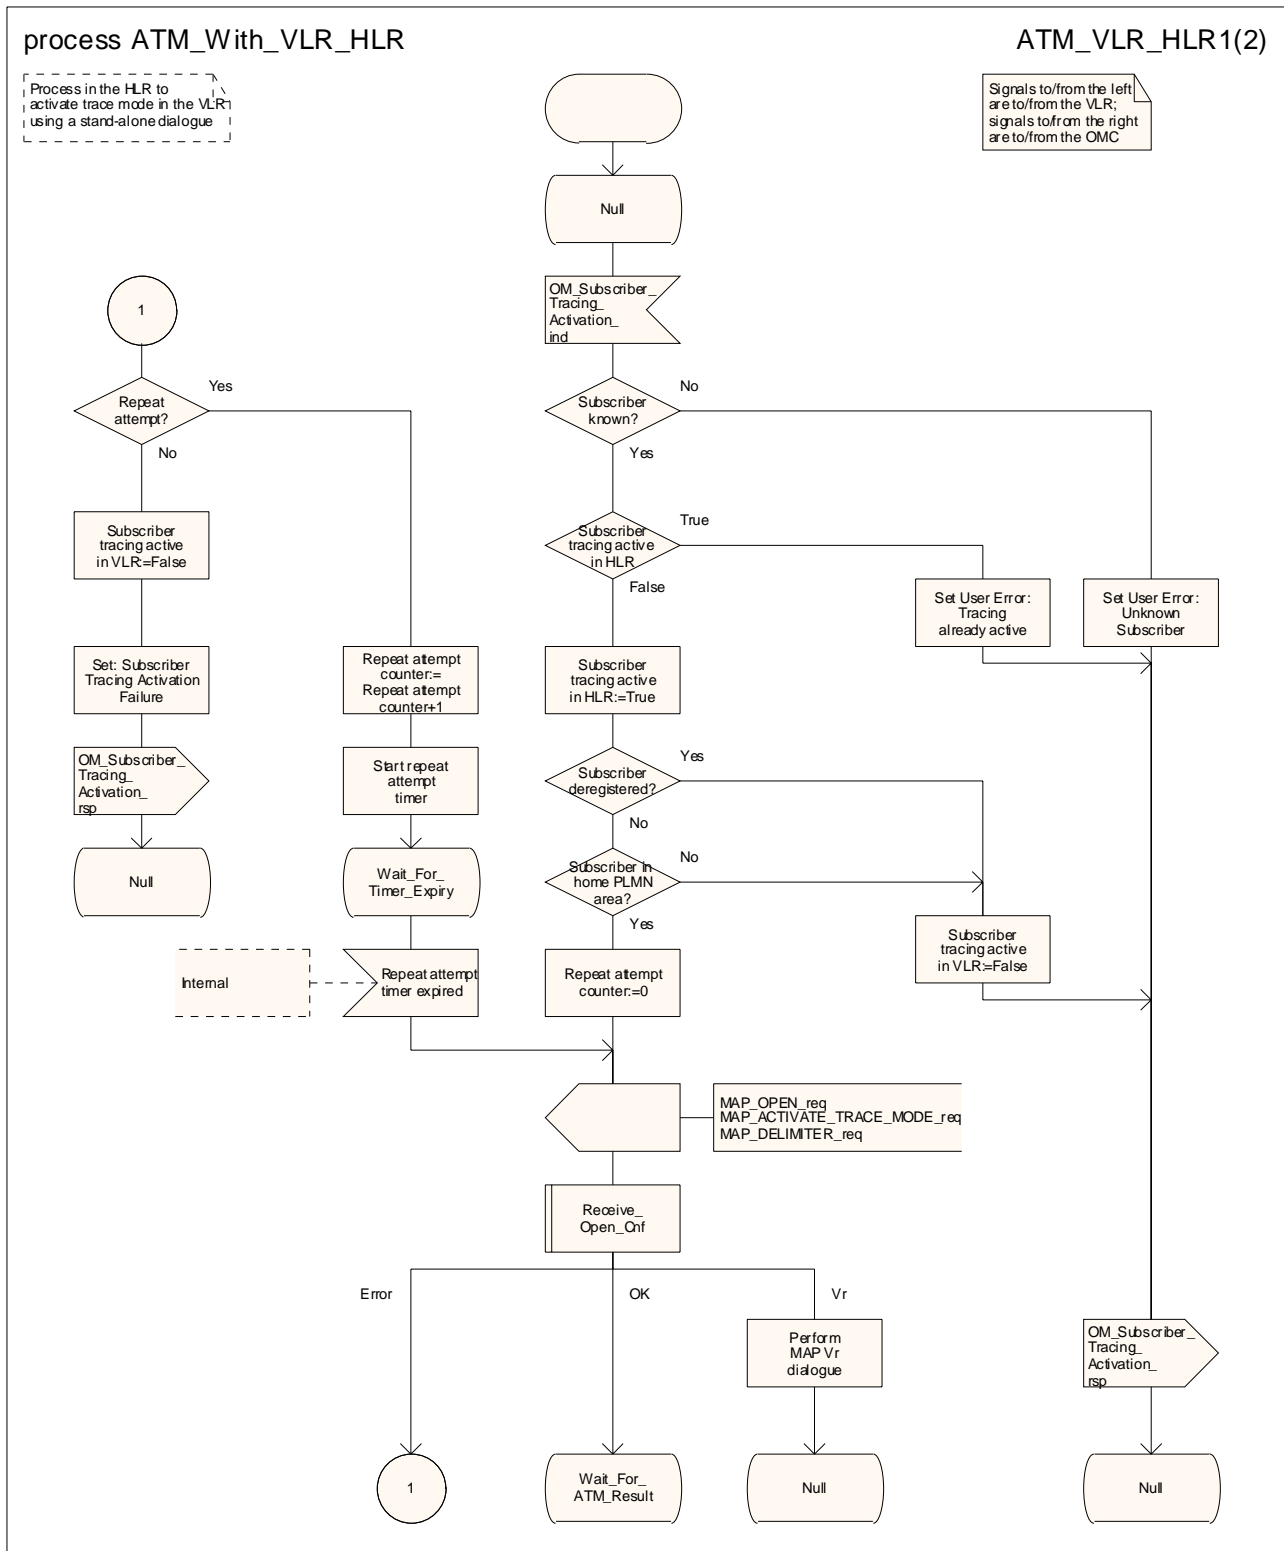 process ATM_With_VLR_HLR
ATM_VLR_HLR1(2)
Process in the HLR to
activate trace mode in the VLR
using a stand-alone dialogue
Signals to/from the left
are to/from the VLR;
signals to/from the right
are to/from the OMC
Null
OM_Subscriber_
Tracing_
Activation_
ind
1
Repeat
attempt?
Yes
No
Subscriber
known?
No
Yes
Subscriber
tracing active
in VLR:=False
Subscriber
tracing active
in HLR
True
False
Set User Error:
Tracing
already active
Set User Error:
Unknown
Subscriber
Set: Subscriber
Tracing Activation
Failure
Repeat attempt
counter:=
Repeat attempt
counter+1
Subscriber
tracing active
in HLR:=True
OM_Subscriber_
Tracing_
Activation_
rsp
Start repeat
attempt
timer
Subscriber
deregistered?
Yes
No
Null
Wait_For_
Timer_Expiry
Subscriber in
home PLMN
area?
No
Yes
Subscriber
tracing active
in VLR:=False
Internal
Repeat attempt
timer expired
Repeat attempt
counter:=0
MAP_OPEN_req
MAP_ACTIVATE_TRACE_MODE_req
MAP_DELIMITER_req
Receive_
Open_Cnf
Error
OK
Vr
Perform
MAP Vr
dialogue
OM_Subscriber_
Tracing_
Activation_
rsp
1
Wait_For_
ATM_Result
Null
Null